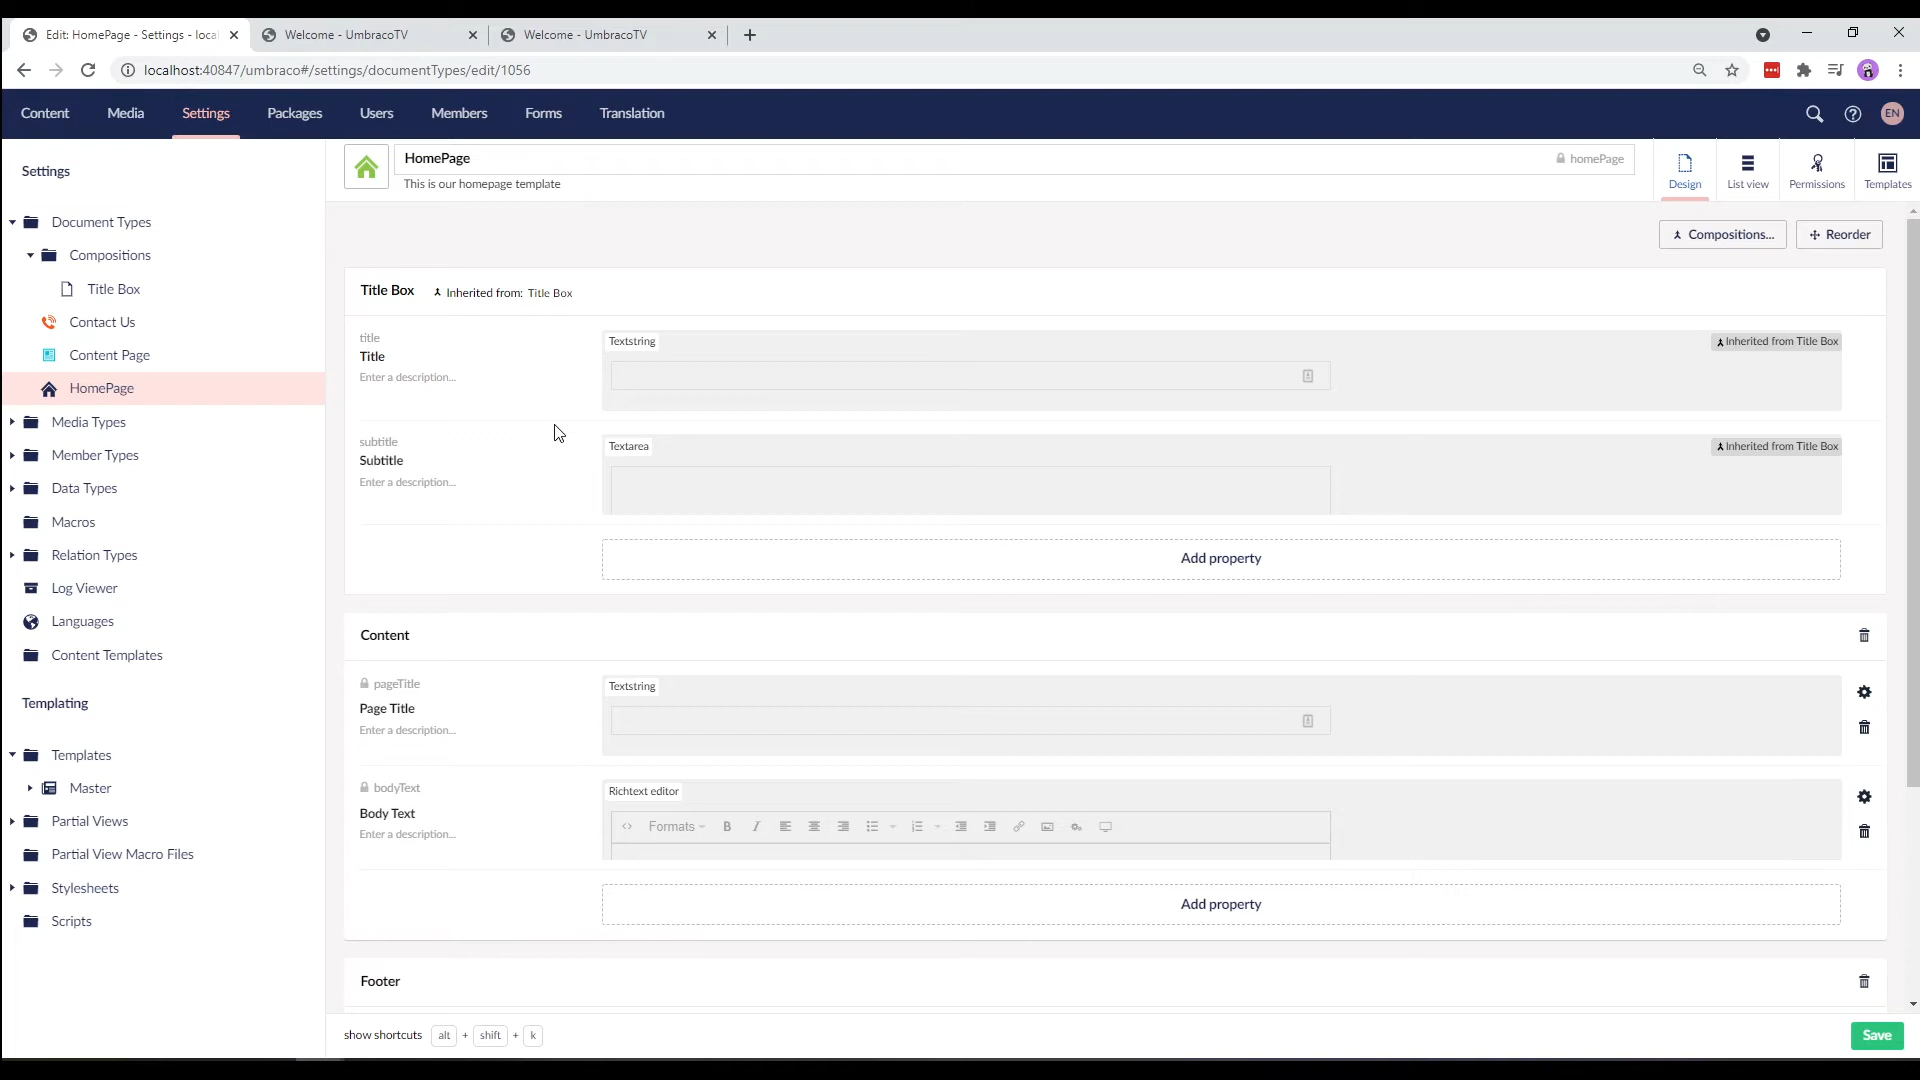 Edit: HomePage - Settings - local
Welcome - UmbracoTV
Welcome - UmbracoTV
localhost:40847/umbraco#/settings/documentTypes/edit/1056
Content
Media
Settings
Packages
Users
Members
Forms
Translation
EN
Settings
Document Types
Compositions
Title Box
Contact Us
Content Page
HomePage
Media Types
Member Types
Data Types
Macros
Relation Types
Log Viewer
Languages
Content Templates
Templating
Templates
Master
Partial Views
Partial View Macro Files
Stylesheets
Scripts
HomePage
homePage
This is our homepage template
Design
List view
Permissions
Templates
Compositions...
Reorder
Title Box
Inherited from: Title Box
title
Title
Enter a description...
Textstring
Inherited from Title Box
subtitle
Subtitle
Enter a description...
Textarea
Inherited from Title Box
Add property
Content
pageTitle
Page Title
Enter a description...
Textstring
bodyText
Body Text
Enter a description...
Richtext editor
Formats
B
I
Add property
Footer
show shortcuts alt + shift + k
Save